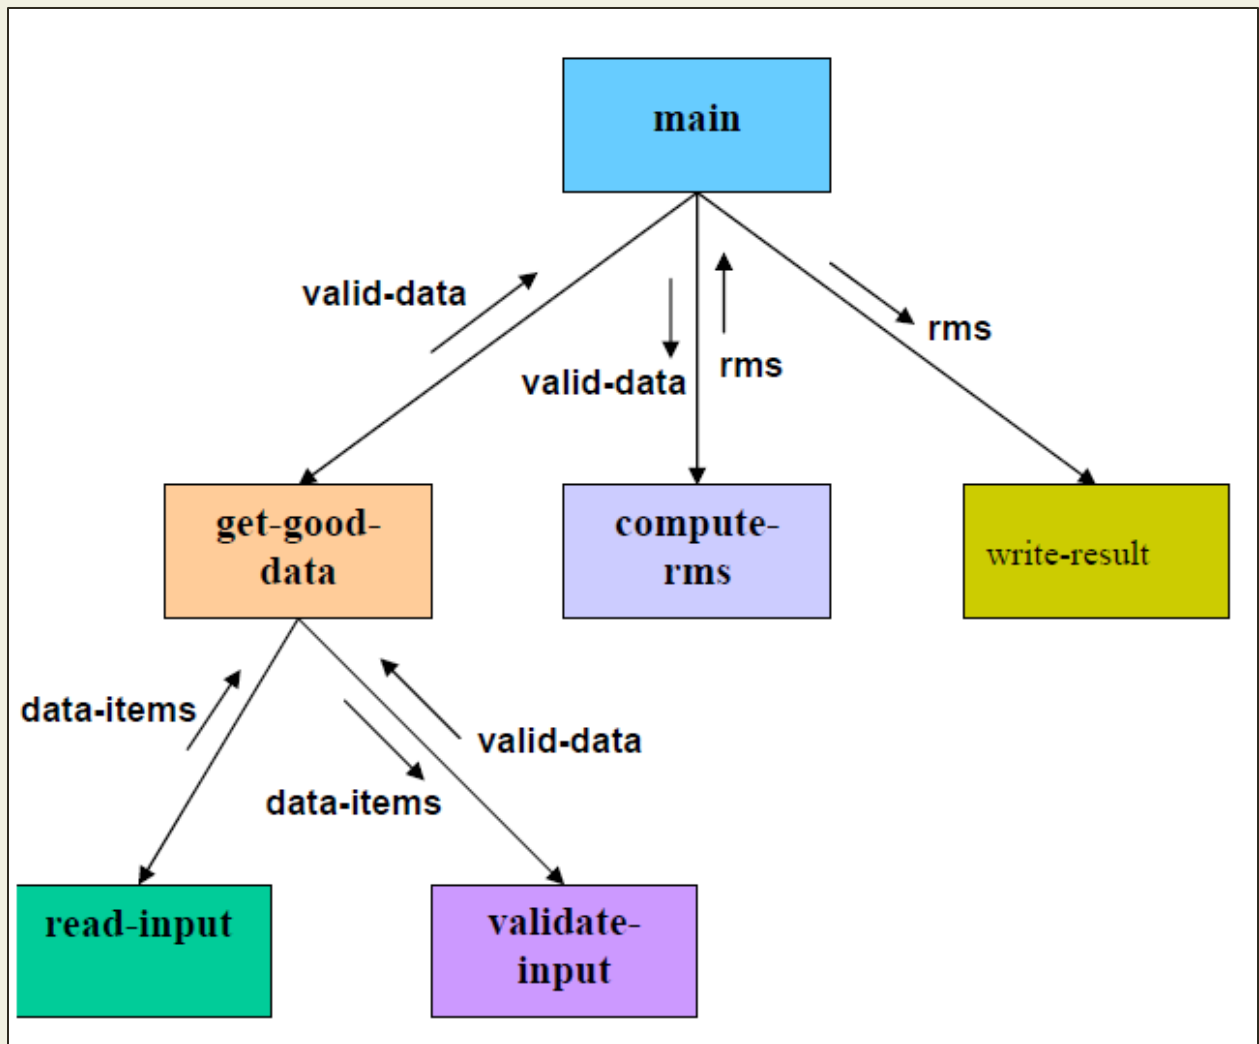 main
valid-data
valid-data
rms
rms
get-good-
data
compute-
rms
write-result
data-items
data-items
valid-data
read-input
validate-
input